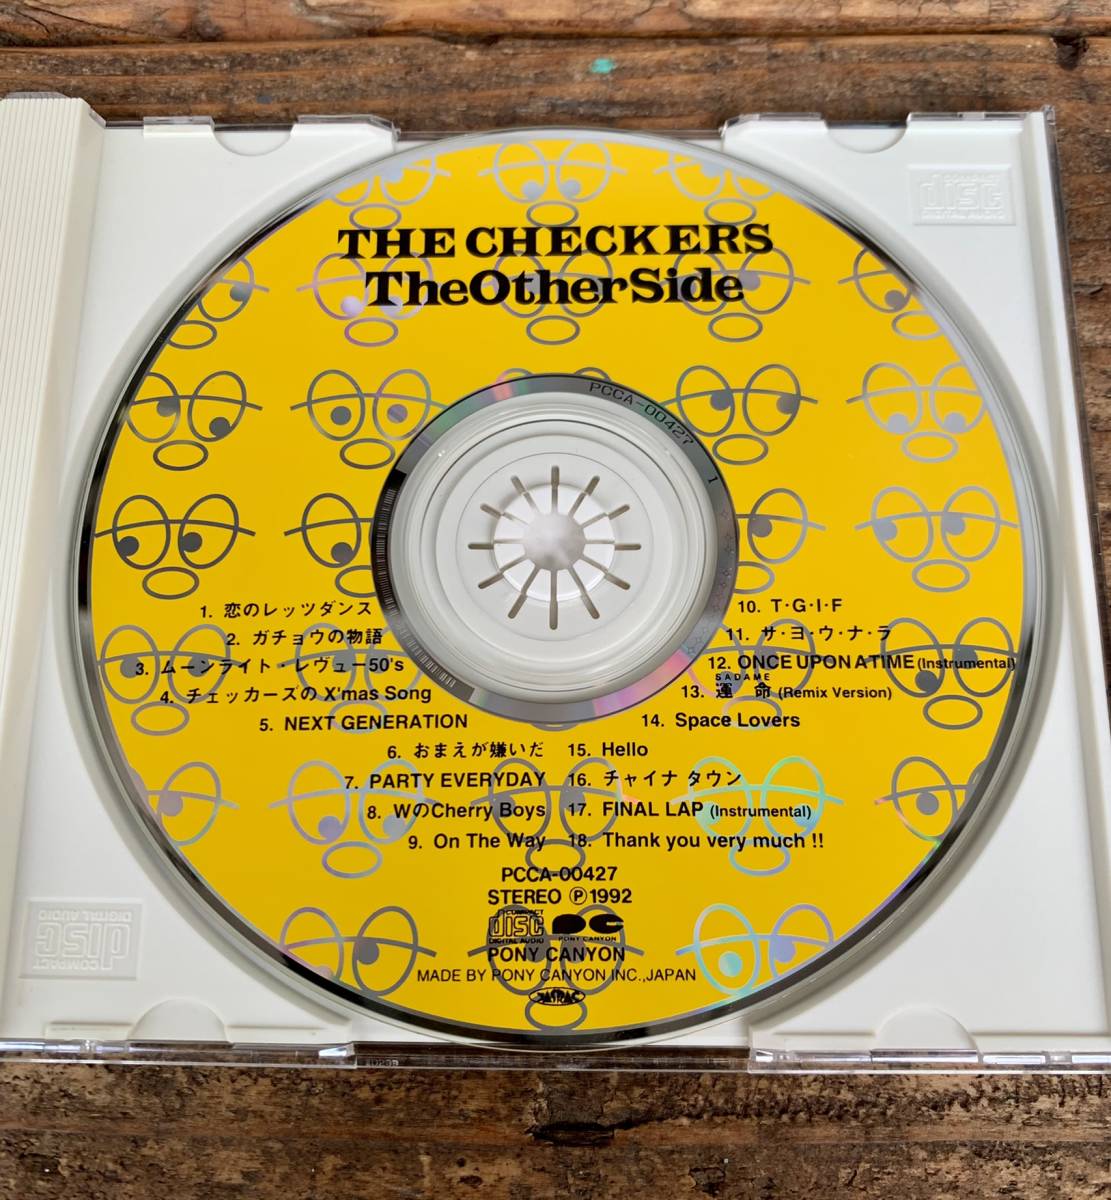 THE CHECKERS
TheOtherSide
PCCA-00427 1
1. 恋のレッツダンス
2. ガチョウの物語
3. ムーンライト・レヴュー50's
4. チェッカーズの X'mas Song
5. NEXT GENERATION
6. おまえが嫌いだ
7. PARTY EVERYDAY
8. WのCherry Boys
9. On The Way
10. T・G・I・F
11. サ・ヨ・ウ・ナ・ラ
12. ONCE UPON A TIME (Instrumental)
SADAME
13. 運 命 (Remix Version)
14. Space Lovers
15. Hello
16. チャイナ タウン
17. FINAL LAP (Instrumental)
18. Thank you very much !!
PCCA-00427
STEREO Ⓟ1992
COMPACT
disc
DIGITAL AUDIO
PC
PONY CANYON
PONY CANYON
MADE BY PONY CANYON INC.,JAPAN
JASRAC
COMPACT
disc
DIGITAL AUDIO
COMPACT
disc
DIGITAL AUDIO